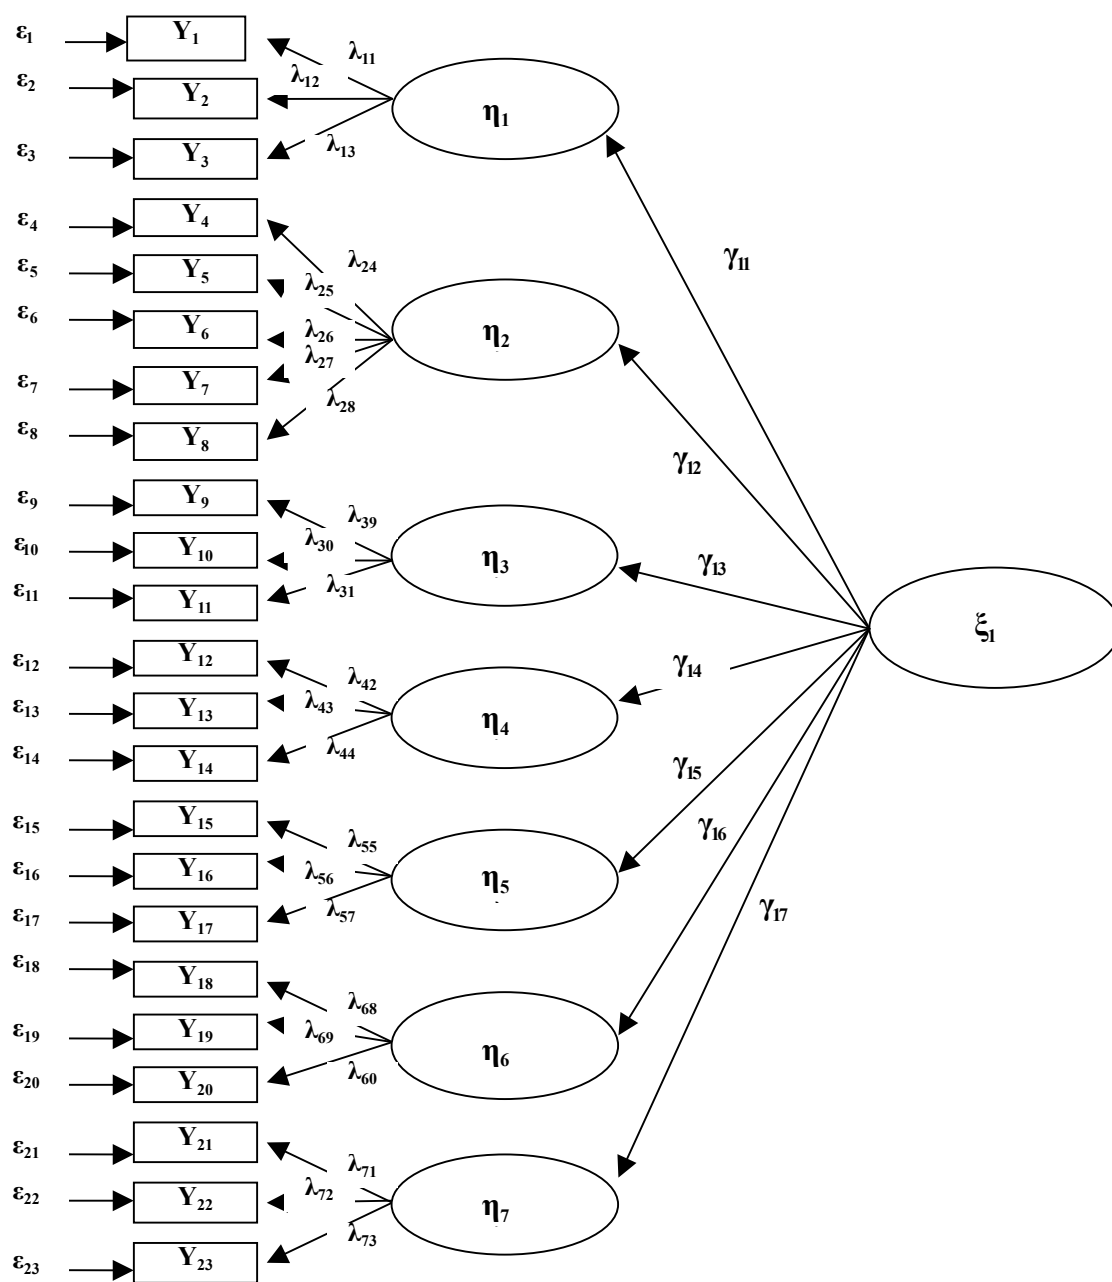 ε₁
Y₁
λ₁₁
ε₂
Y₂
λ₁₂
η₁
ε₃
Y₃
λ₁₃
ε₄
Y₄
λ₂₄
γ₁₁
ε₅
Y₅
λ₂₅
ε₆
Y₆
λ₂₆
η₂
λ₂₇
ε₇
Y₇
ε₈
Y₈
λ₂₈
γ₁₂
ε₉
Y₉
λ₃₉
ε₁₀
Y₁₀
λ₃₀
η₃
γ₁₃
ε₁₁
Y₁₁
λ₃₁
ξ₁
ε₁₂
Y₁₂
λ₄₂
γ₁₄
ε₁₃
Y₁₃
λ₄₃
η₄
ε₁₄
Y₁₄
λ₄₄
γ₁₅
ε₁₅
Y₁₅
λ₅₅
γ₁₆
ε₁₆
Y₁₆
λ₅₆
η₅
ε₁₇
Y₁₇
λ₅₇
γ₁₇
ε₁₈
Y₁₈
λ₆₈
ε₁₉
Y₁₉
λ₆₉
η₆
ε₂₀
Y₂₀
λ₆₀
ε₂₁
Y₂₁
λ₇₁
ε₂₂
Y₂₂
λ₇₂
η₇
ε₂₃
Y₂₃
λ₇₃